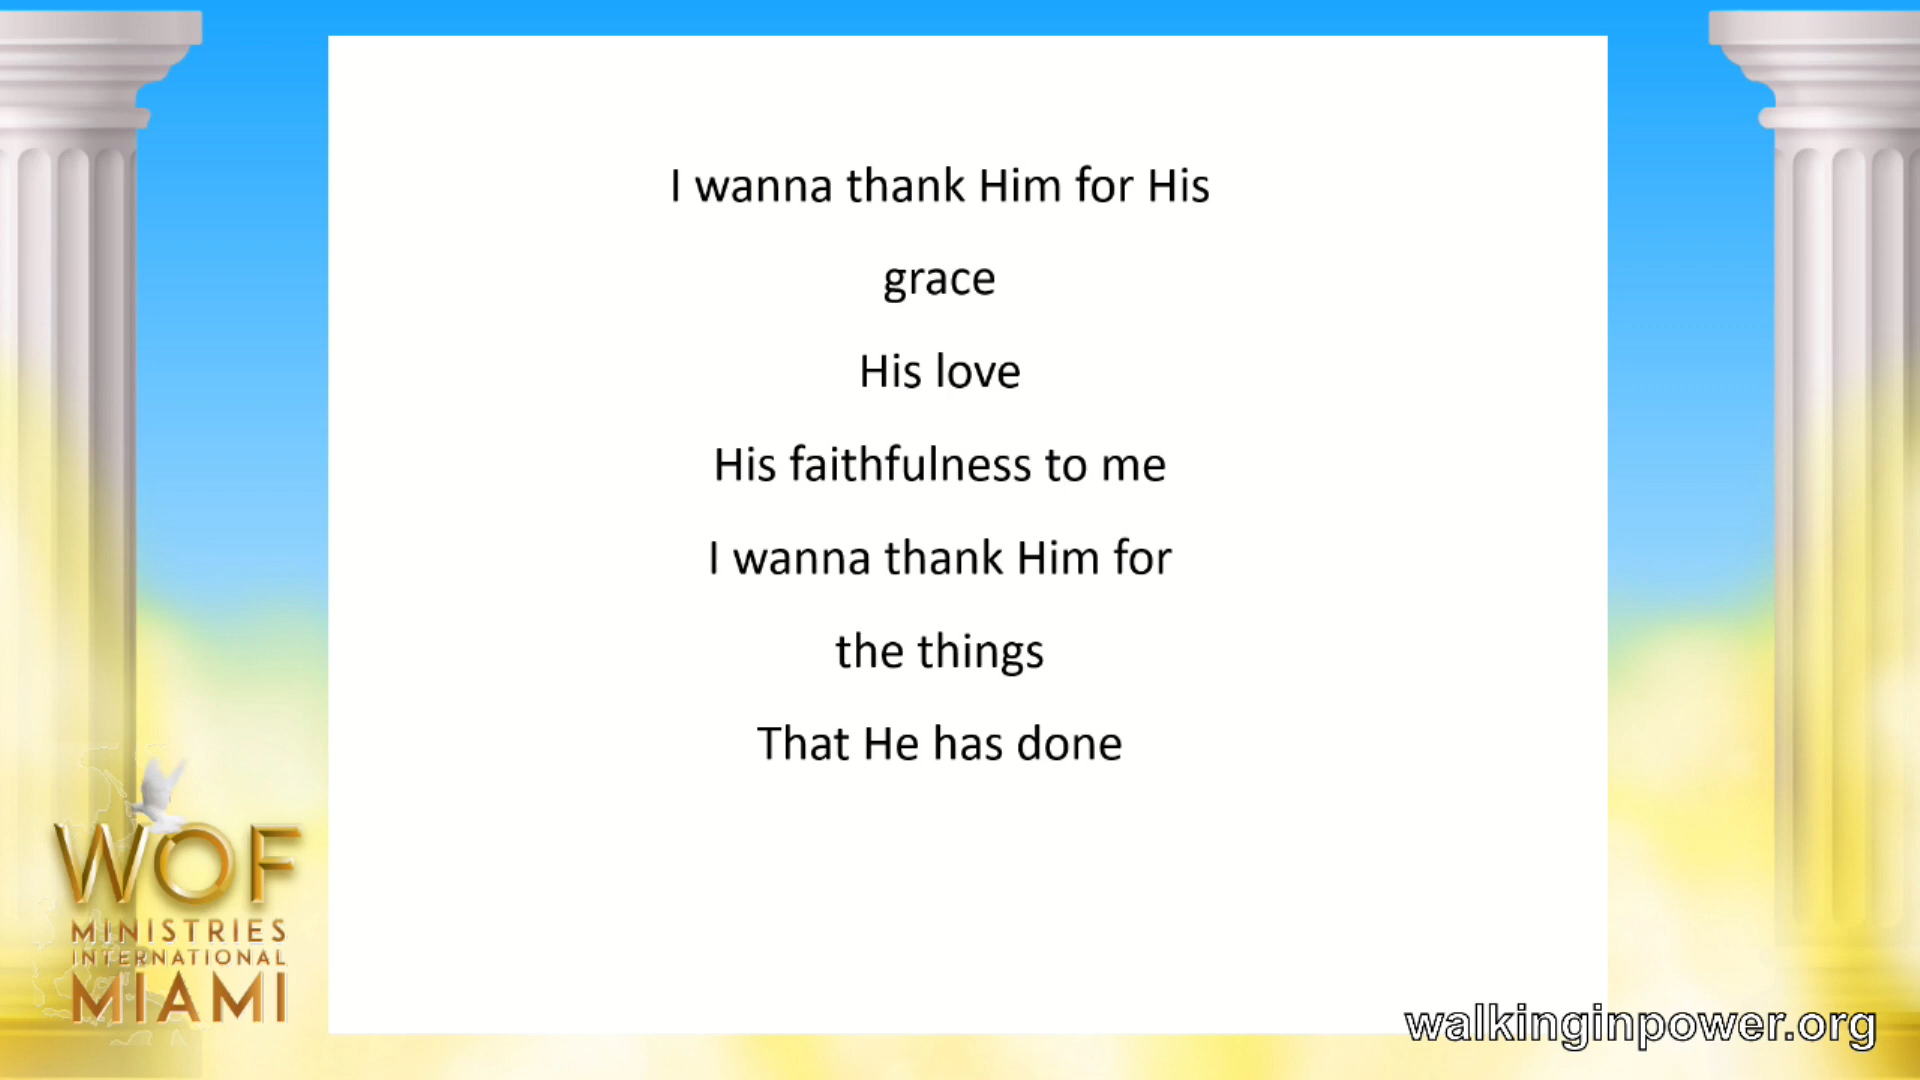 I wanna thank Him for His
grace
His love
His faithfulness to me
I wanna thank Him for
the things
That He has done
WOF
MINISTRIES
INTERNATIONAL
MIAMI
walkinginpower.org